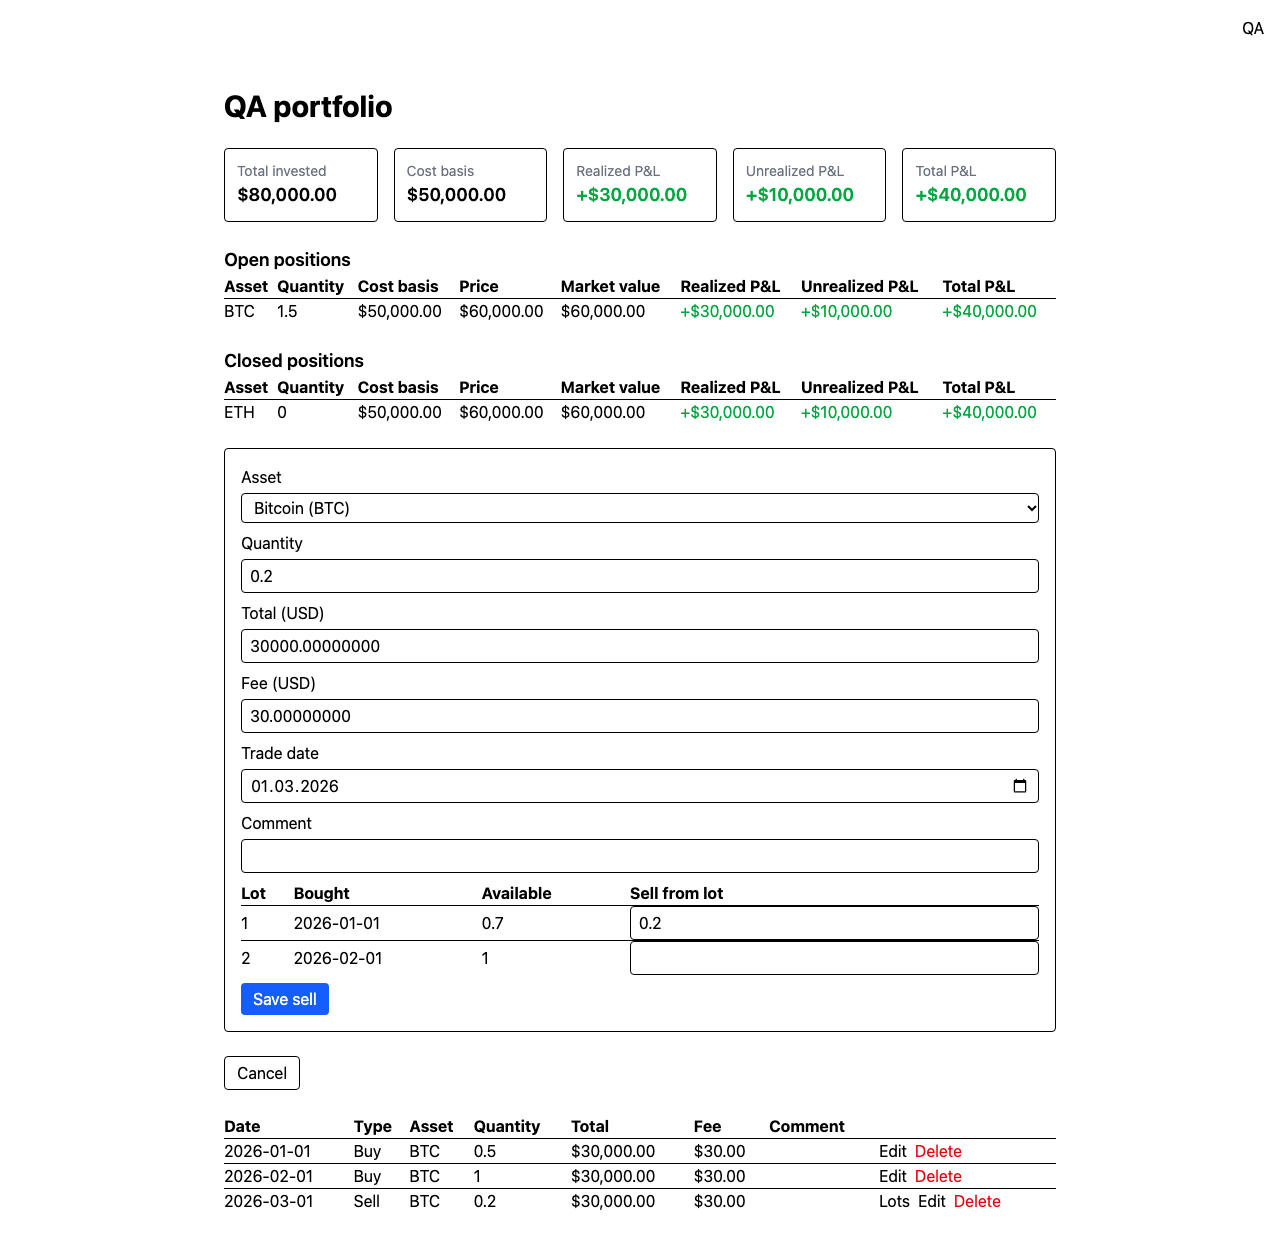 QA
QA portfolio
Total invested Cost basis Realized P&L Unrealized P&L Total P&L
$80,000.00 $50,000.00 +$30,000.00 +$10,000.00 +$40,000.00
Open positions
Asset Quantity Cost basis Price Market value Realized P&L Unrealized P&L Total P&L
BTC 1.5 $50,000.00 $60,000.00 $60,000.00 +$30,000.00 +$10,000.00 +$40,000.00
Closed positions
Asset Quantity Cost basis Price Market value Realized P&L Unrealized P&L Total P&L
ETH 0 $50,000.00 $60,000.00 $60,000.00 +$30,000.00 +$10,000.00 +$40,000.00
Asset
Bitcoin (BTC)
Quantity
0.2
Total (USD)
30000.00000000
Fee (USD)
30.00000000
Trade date
01.03.2026
Comment
Lot Bought Available Sell from lot
1 2026-01-01 0.7 0.2
2 2026-02-01 1
Save sell
Cancel
Date Type Asset Quantity Total Fee Comment
2026-01-01 Buy BTC 0.5 $30,000.00 $30.00 Edit Delete
2026-02-01 Buy BTC 1 $30,000.00 $30.00 Edit Delete
2026-03-01 Sell BTC 0.2 $30,000.00 $30.00 Lots Edit Delete